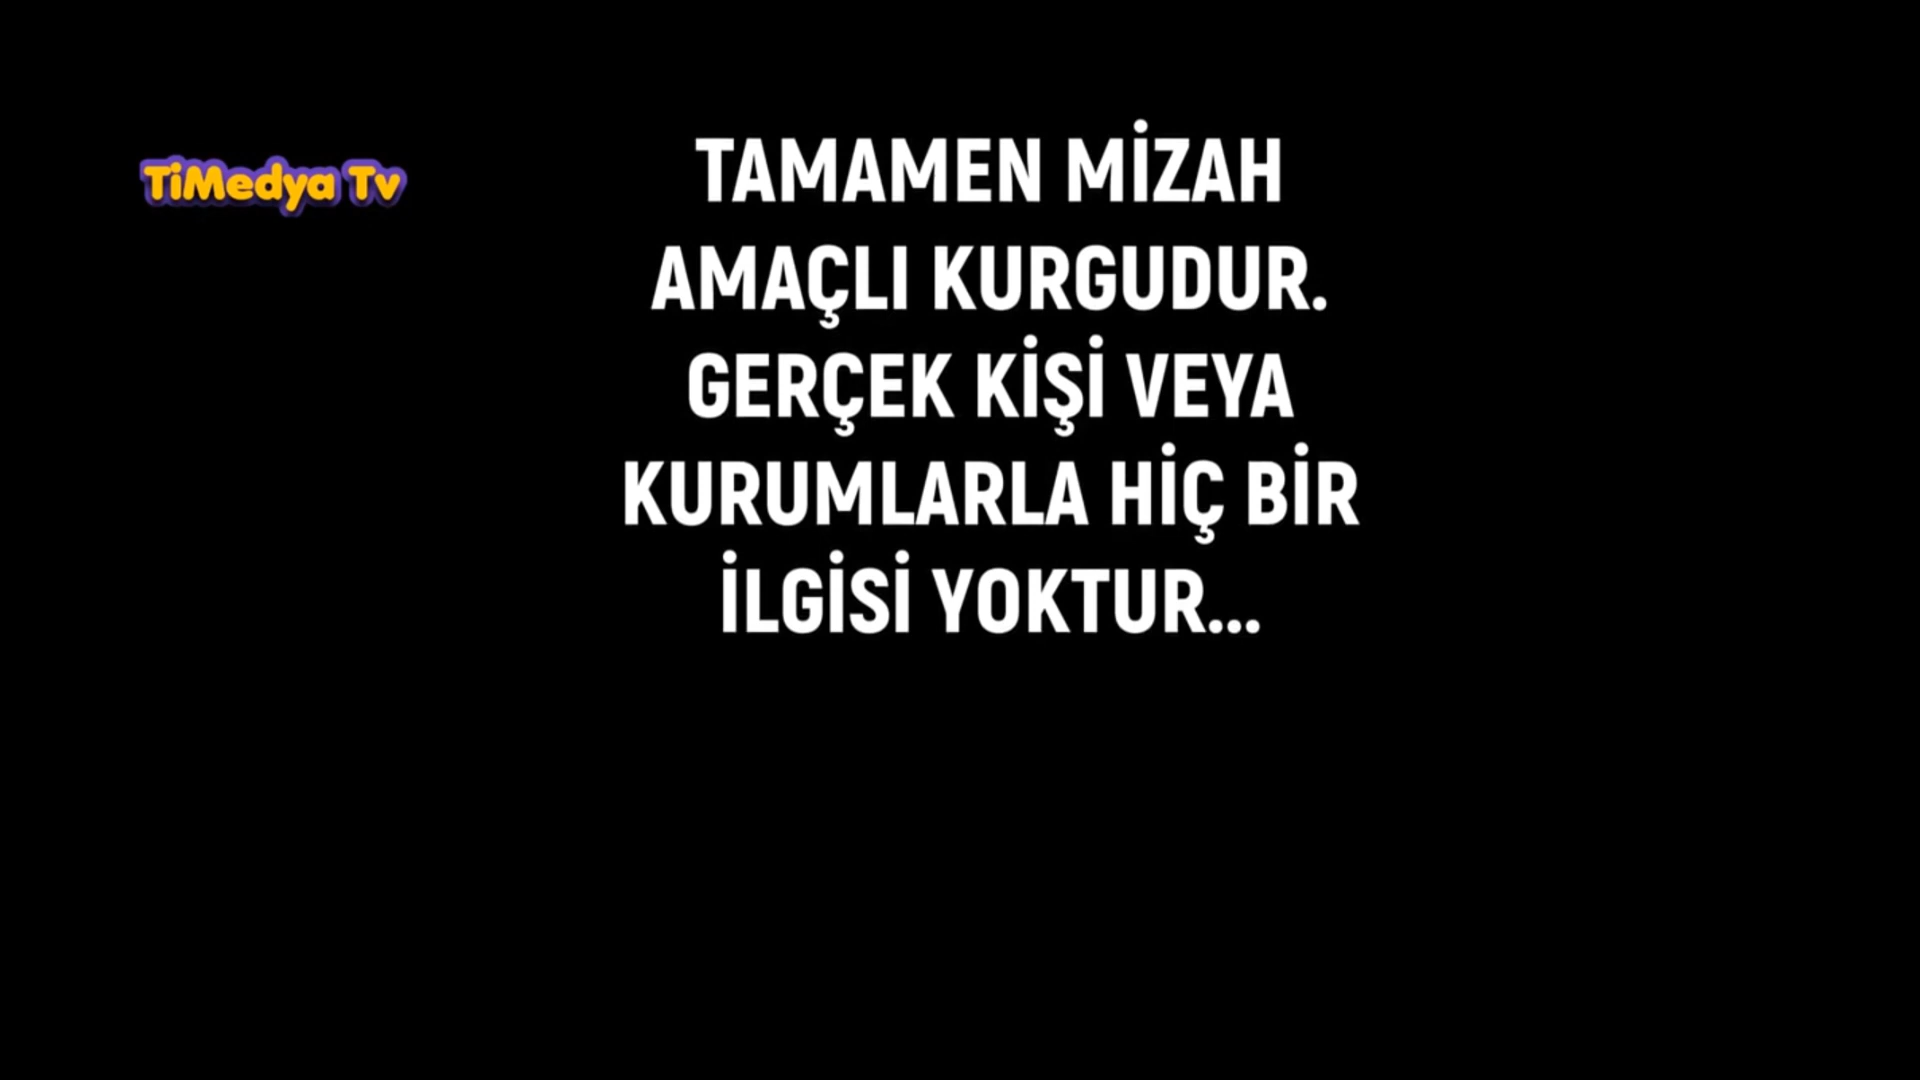 TiMedya Tv
TAMAMEN MİZAH
AMAÇLI KURGUDUR.
GERÇEK KİŞİ VEYA
KURUMLARLA HİÇ BİR
İLGİSİ YOKTUR...